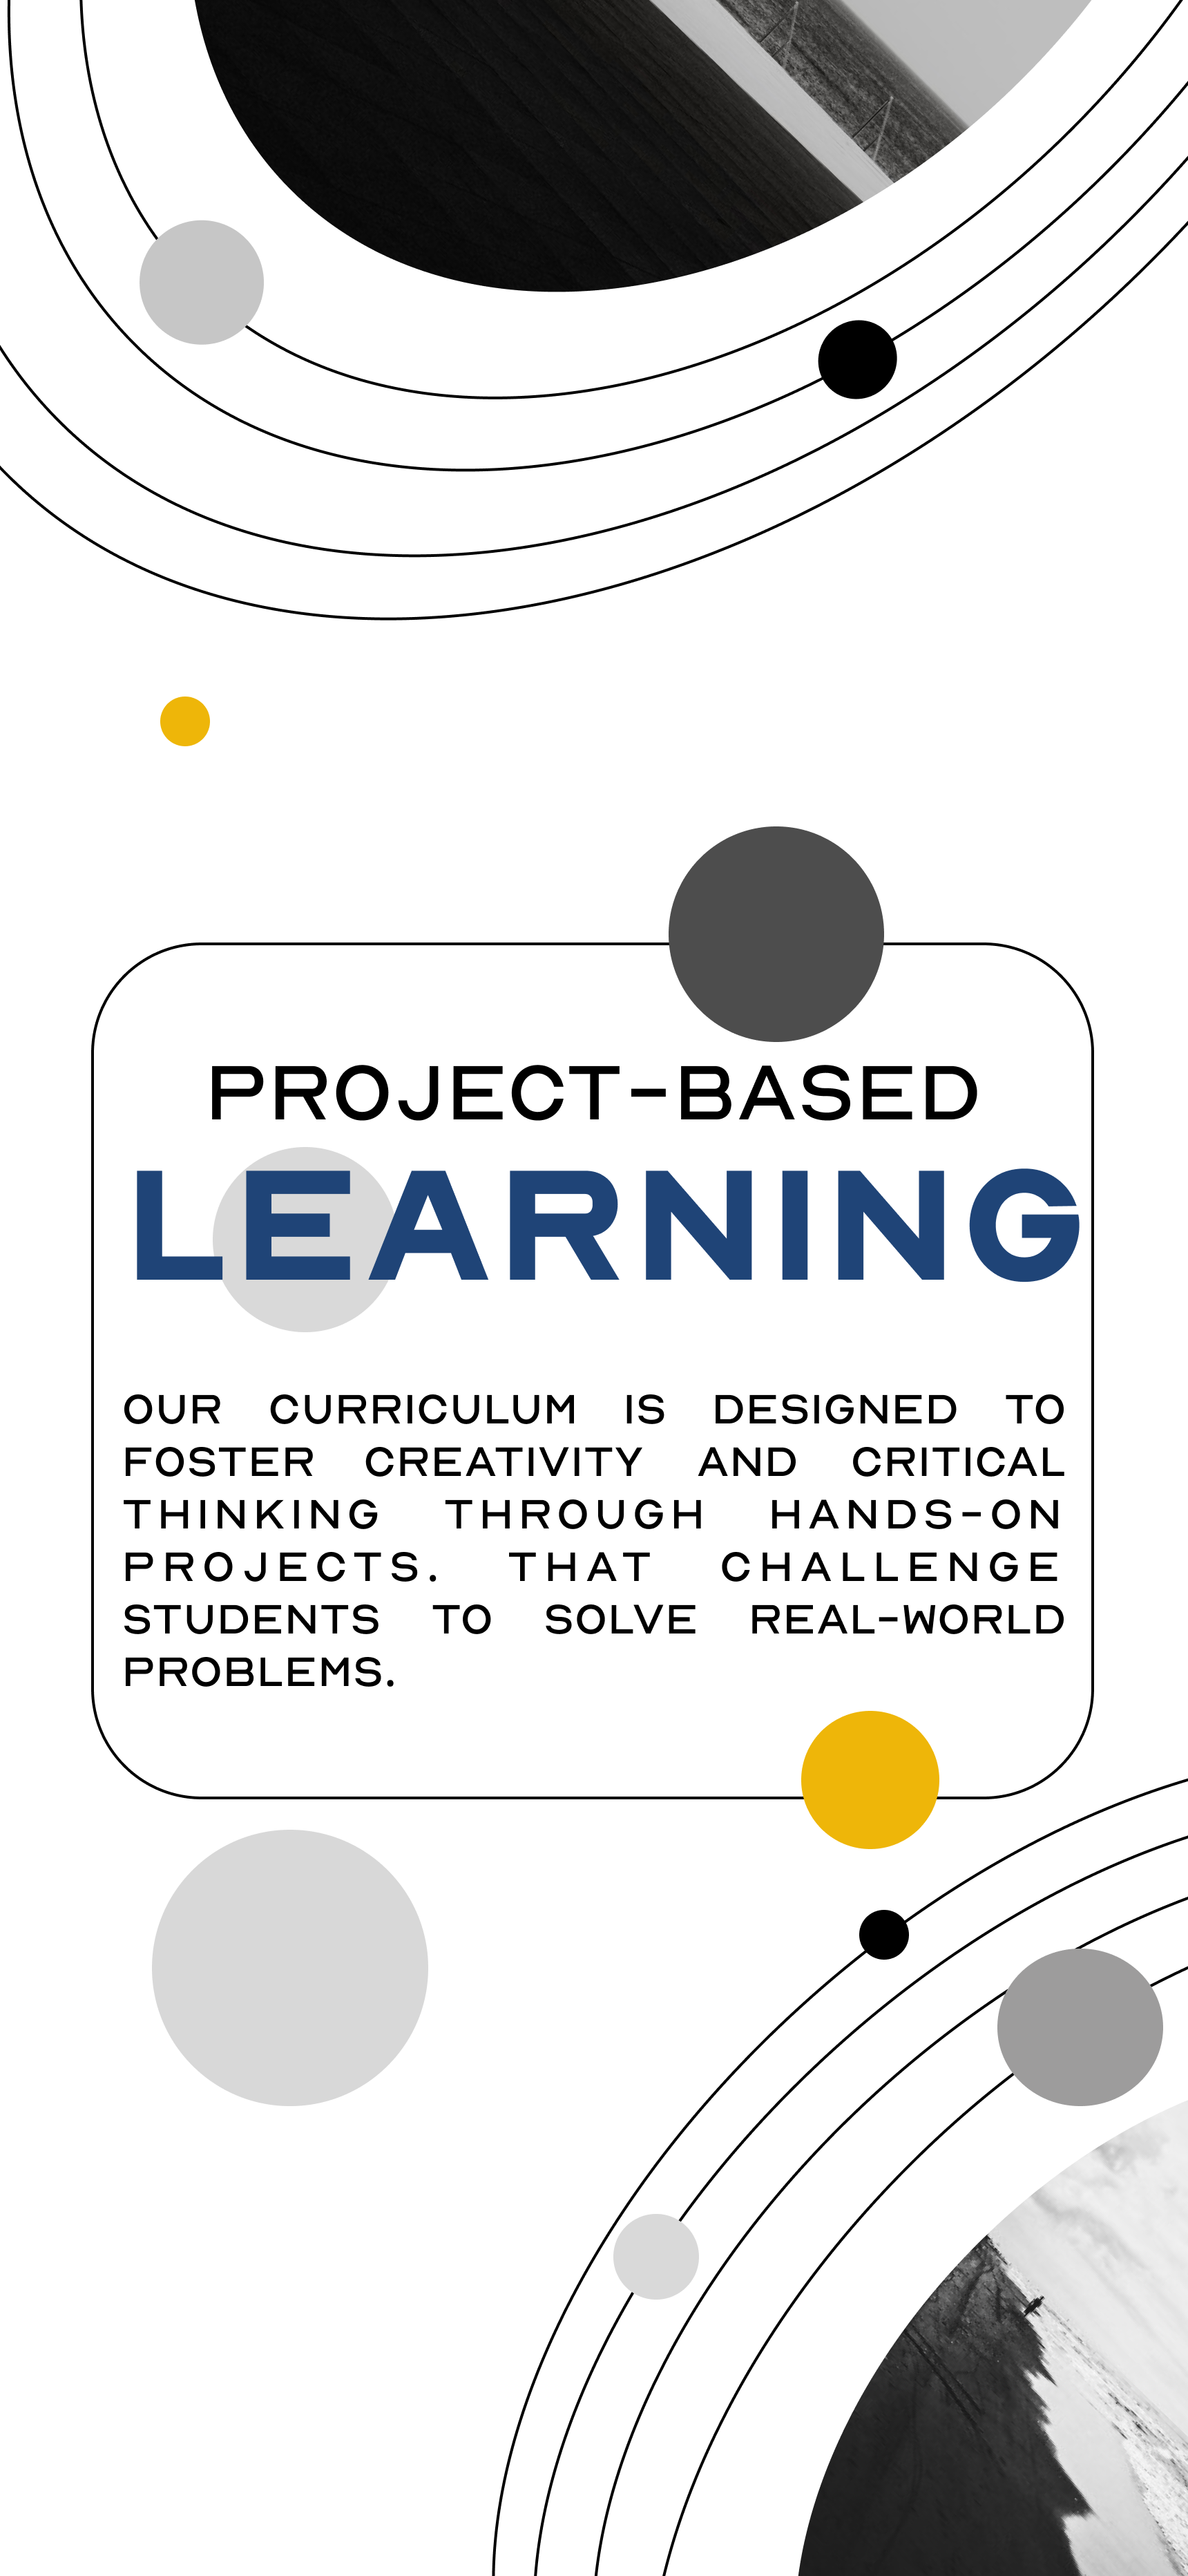 PROJECT-BASED
LEARNING
OUR CURRICULUM IS DESIGNED TO
FOSTER CREATIVITY AND CRITICAL
THINKING THROUGH HANDS-ON
PROJECTS. THAT CHALLENGE
STUDENTS TO SOLVE REAL-WORLD
PROBLEMS.